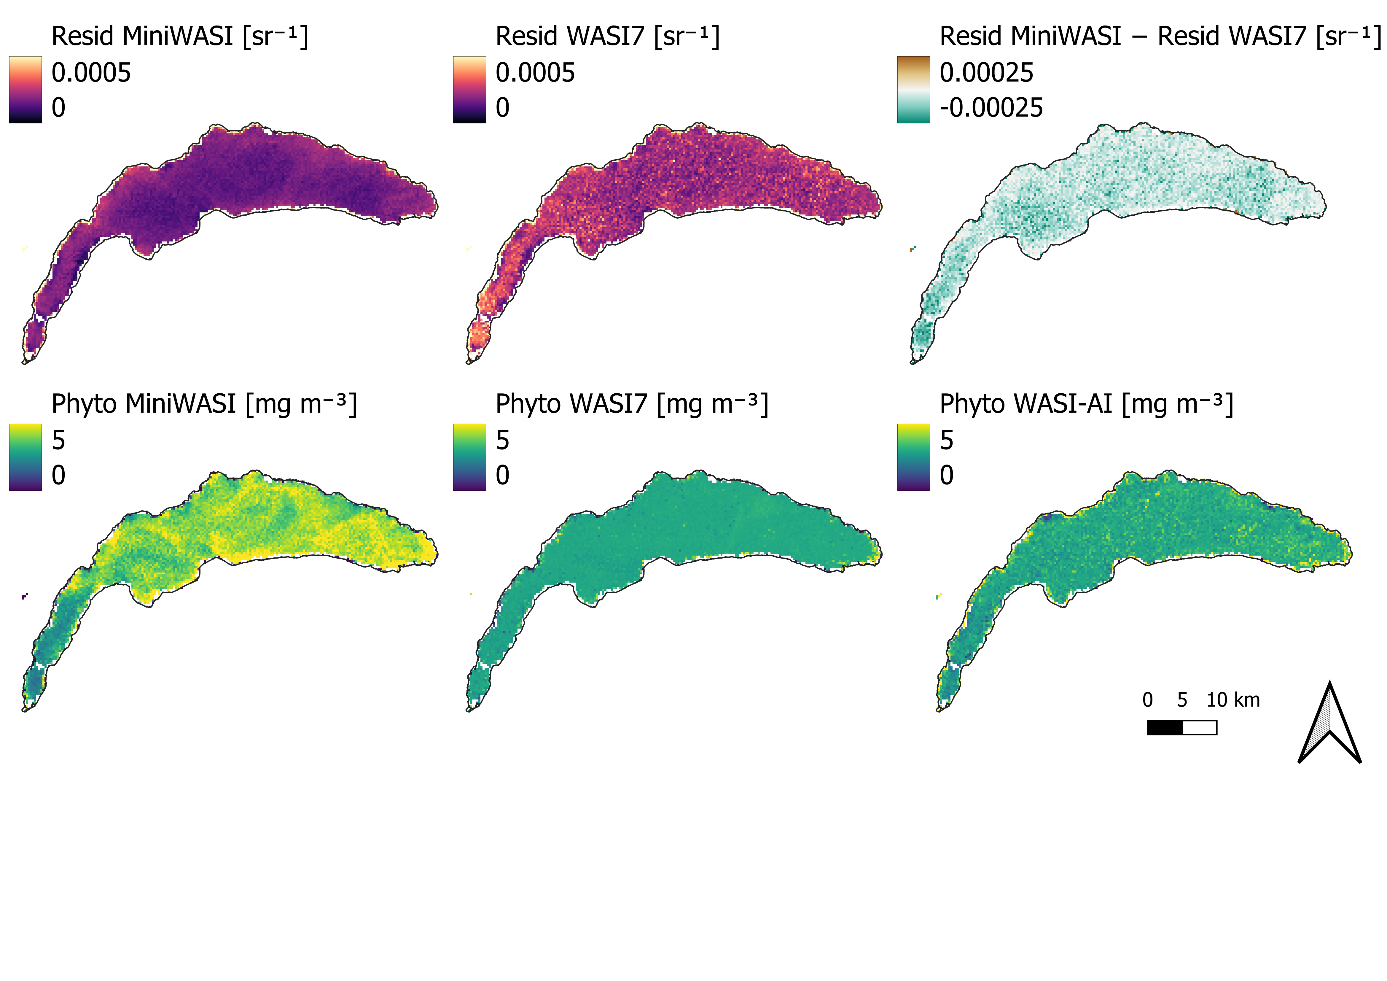 Resid MiniWASI [sr⁻¹]
0.0005
0
Resid WASI7 [sr⁻¹]
0.0005
0
Resid MiniWASI − Resid WASI7 [sr⁻¹]
0.00025
-0.00025
Phyto MiniWASI [mg m⁻³]
5
0
Phyto WASI7 [mg m⁻³]
5
0
Phyto WASI-AI [mg m⁻³]
5
0
0 5 10 km